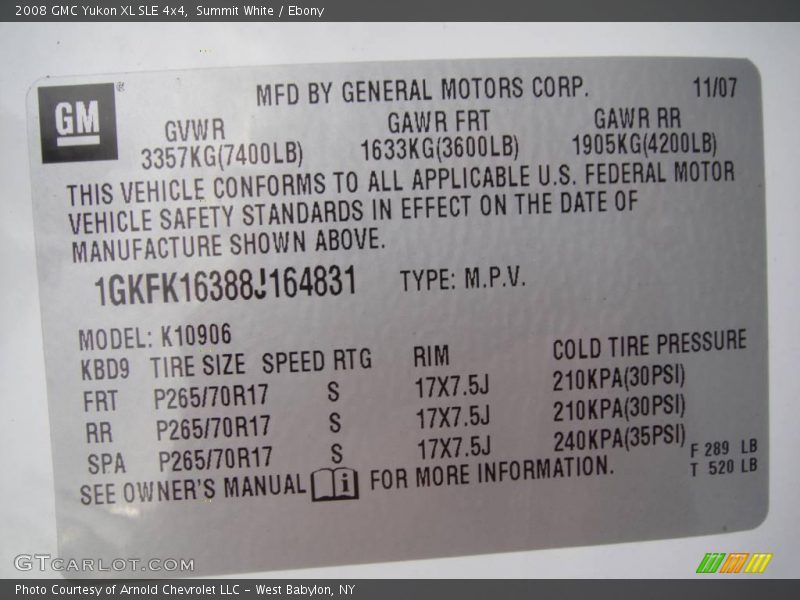 2008 GMC Yukon XL SLE 4x4, Summit White / Ebony
GM ®
MFD BY GENERAL MOTORS CORP. 11/07
GVWR GAWR FRT GAWR RR
3357KG(7400LB) 1633KG(3600LB) 1905KG(4200LB)
THIS VEHICLE CONFORMS TO ALL APPLICABLE U.S. FEDERAL MOTOR
VEHICLE SAFETY STANDARDS IN EFFECT ON THE DATE OF
MANUFACTURE SHOWN ABOVE.
1GKFK16388J164831 TYPE: M.P.V.
MODEL: K10906
KBD9 TIRE SIZE SPEED RTG RIM COLD TIRE PRESSURE
FRT P265/70R17 S 17X7.5J 210KPA(30PSI)
RR P265/70R17 S 17X7.5J 210KPA(30PSI)
SPA P265/70R17 S 17X7.5J 240KPA(35PSI)
F 289 LB
T 520 LB
SEE OWNER'S MANUAL i FOR MORE INFORMATION.
GTCARLOT.COM
Photo Courtesy of Arnold Chevrolet LLC - West Babylon, NY